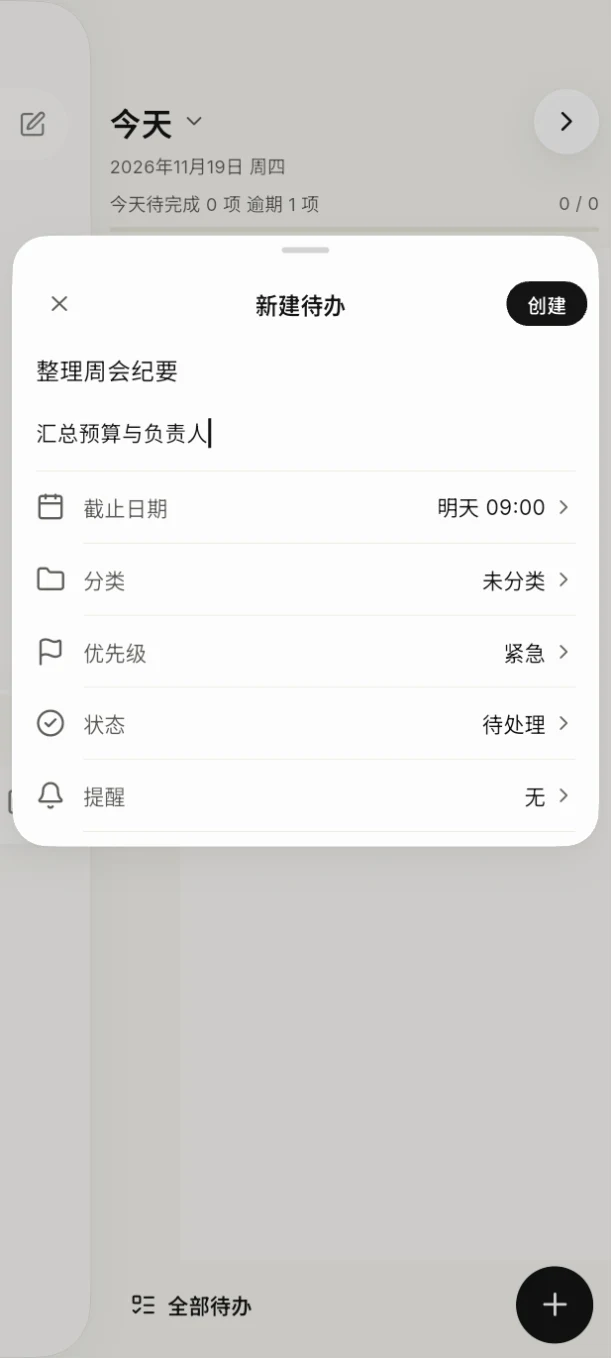 今天
2026年11月19日 周四
今天待完成 0 项 逾期 1 项 0 / 0
新建待办 创建
整理周会纪要
汇总预算与负责人
截止日期 明天 09:00
分类 未分类
优先级 紧急
状态 待处理
提醒 无
全部待办